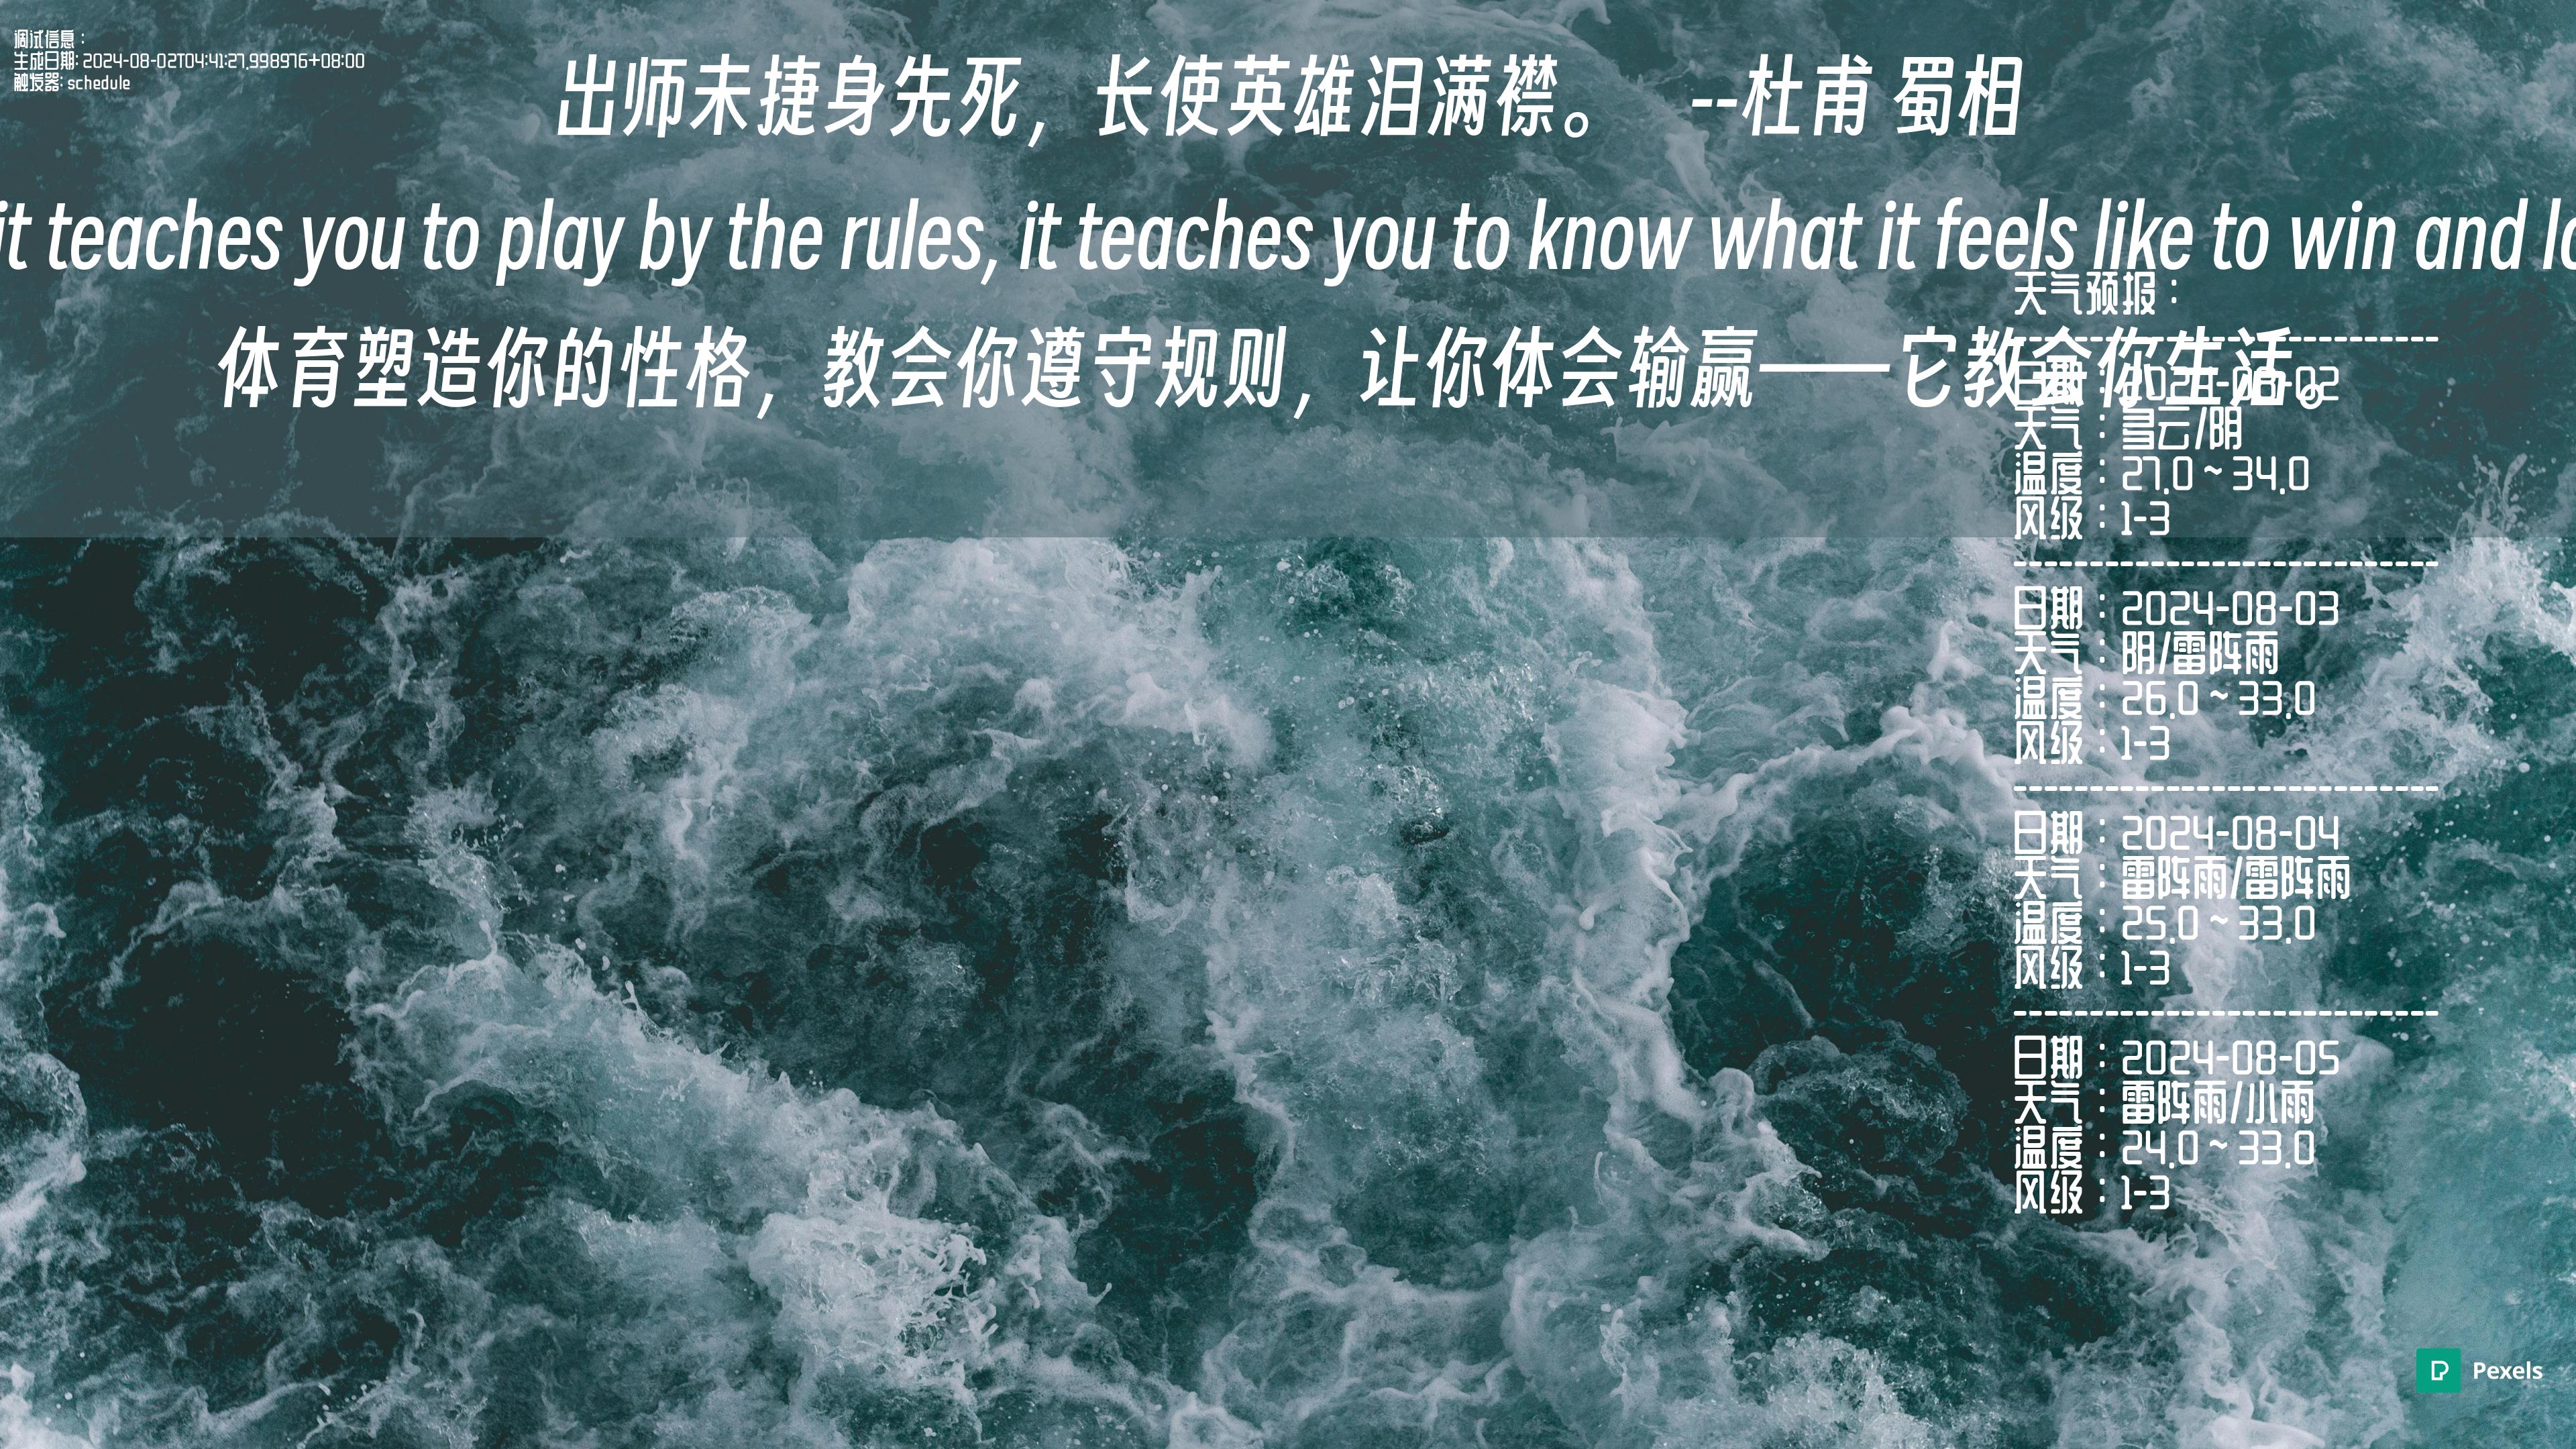 调试信息：
生成日期: 2024-08-02T04:41:27.998976+08:00
触发器: schedule
出师未捷身先死，长使英雄泪满襟。 --杜甫 蜀相
it teaches you to play by the rules, it teaches you to know what it feels like to win and
体育塑造你的性格，教会你遵守规则，让你体会输赢——它教会你生活。
天气预报：
------------------------------
日期：2024-08-02
天气：多云/阴
温度：27.0 ~ 34.0
风级：1-3
------------------------------
日期：2024-08-03
天气：阴/雷阵雨
温度：26.0 ~ 33.0
风级：1-3
------------------------------
日期：2024-08-04
天气：雷阵雨/雷阵雨
温度：25.0 ~ 33.0
风级：1-3
------------------------------
日期：2024-08-05
天气：雷阵雨/小雨
温度：24.0 ~ 33.0
风级：1-3
Pexels